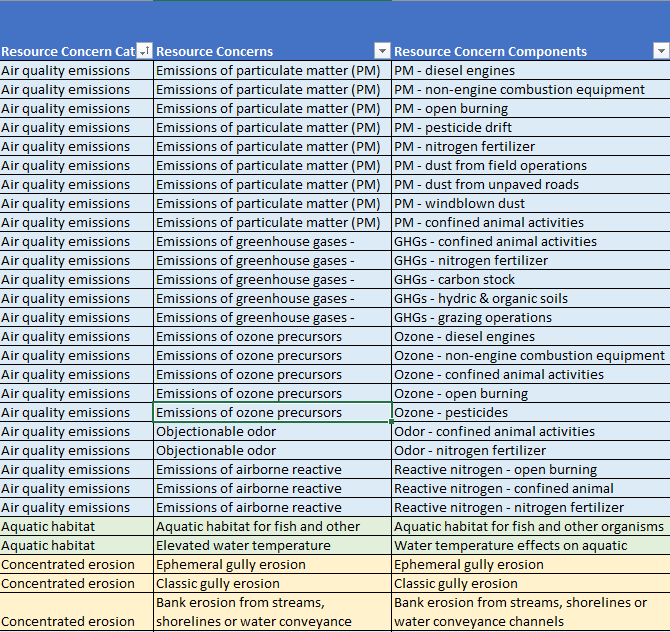 Resource Concern Cat Resource Concerns Resource Concern Components
Air quality emissions Emissions of particulate matter (PM) PM - diesel engines
Air quality emissions Emissions of particulate matter (PM) PM - non-engine combustion equipment
Air quality emissions Emissions of particulate matter (PM) PM - open burning
Air quality emissions Emissions of particulate matter (PM) PM - pesticide drift
Air quality emissions Emissions of particulate matter (PM) PM - nitrogen fertilizer
Air quality emissions Emissions of particulate matter (PM) PM - dust from field operations
Air quality emissions Emissions of particulate matter (PM) PM - dust from unpaved roads
Air quality emissions Emissions of particulate matter (PM) PM - windblown dust
Air quality emissions Emissions of particulate matter (PM) PM - confined animal activities
Air quality emissions Emissions of greenhouse gases - GHGs - confined animal activities
Air quality emissions Emissions of greenhouse gases - GHGs - nitrogen fertilizer
Air quality emissions Emissions of greenhouse gases - GHGs - carbon stock
Air quality emissions Emissions of greenhouse gases - GHGs - hydric & organic soils
Air quality emissions Emissions of greenhouse gases - GHGs - grazing operations
Air quality emissions Emissions of ozone precursors Ozone - diesel engines
Air quality emissions Emissions of ozone precursors Ozone - non-engine combustion equipment
Air quality emissions Emissions of ozone precursors Ozone - confined animal activities
Air quality emissions Emissions of ozone precursors Ozone - open burning
Air quality emissions Emissions of ozone precursors Ozone - pesticides
Air quality emissions Objectionable odor Odor - confined animal activities
Air quality emissions Objectionable odor Odor - nitrogen fertilizer
Air quality emissions Emissions of airborne reactive Reactive nitrogen - open burning
Air quality emissions Emissions of airborne reactive Reactive nitrogen - confined animal
Air quality emissions Emissions of airborne reactive Reactive nitrogen - nitrogen fertilizer
Aquatic habitat Aquatic habitat for fish and other Aquatic habitat for fish and other organisms
Aquatic habitat Elevated water temperature Water temperature effects on aquatic
Concentrated erosion Ephemeral gully erosion Ephemeral gully erosion
Concentrated erosion Classic gully erosion Classic gully erosion
Bank erosion from streams, Bank erosion from streams, shorelines or
Concentrated erosion shorelines or water conveyance water conveyance channels